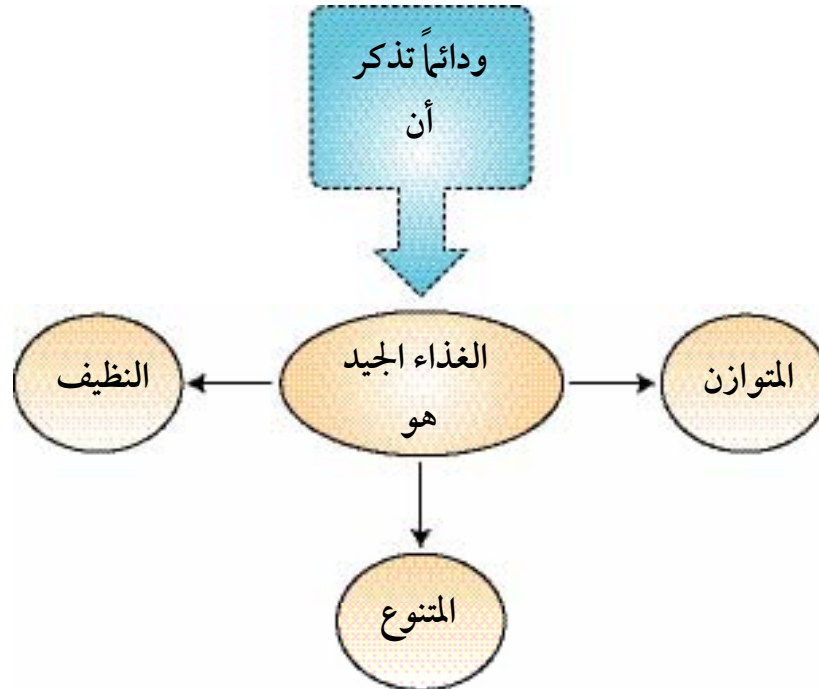 ودائماً تذكر
أن
الغذاء الجيد
هو
المتوازن
النظيف
المتنوع